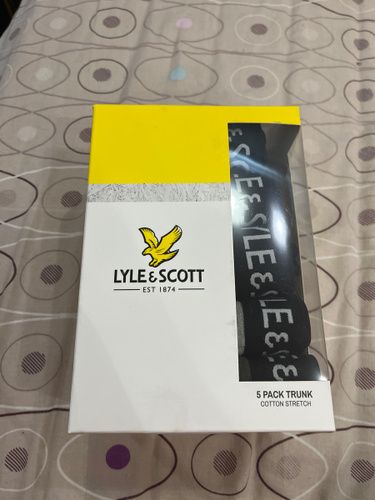 LYLE & SCOTT
EST 1874
5 PACK TRUNK
COTTON STRETCH